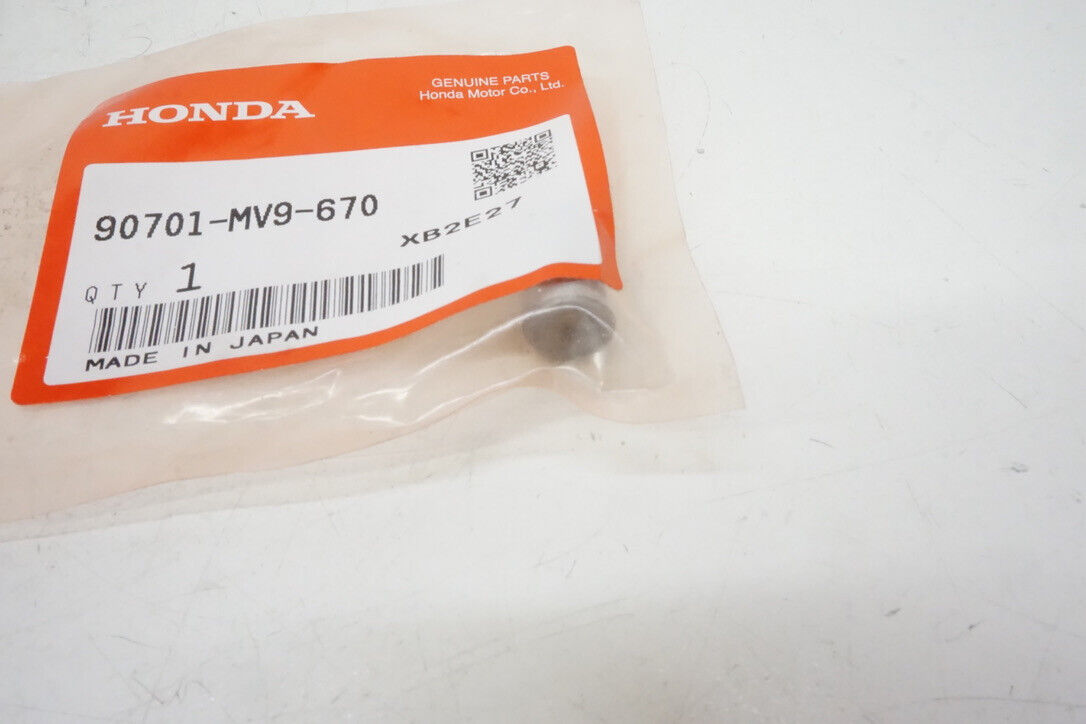 HONDA
GENUINE PARTS
Honda Motor Co., Ltd.
90701-MV9-670
XB2E27
QTY 1
MADE IN JAPAN